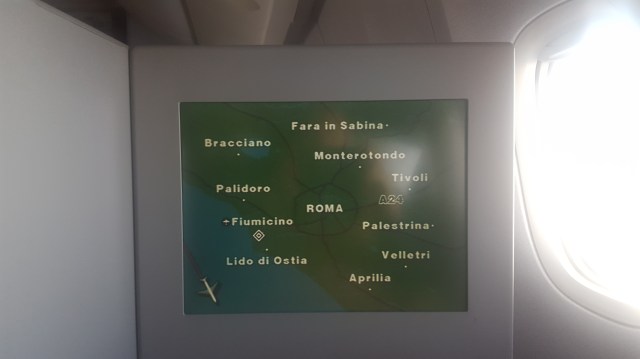 Fara in Sabina
Bracciano
Monterotondo
Tivoli
Palidoro
A24
ROMA
Fiumicino
Palestrina
Velletri
Lido di Ostia
Aprilia